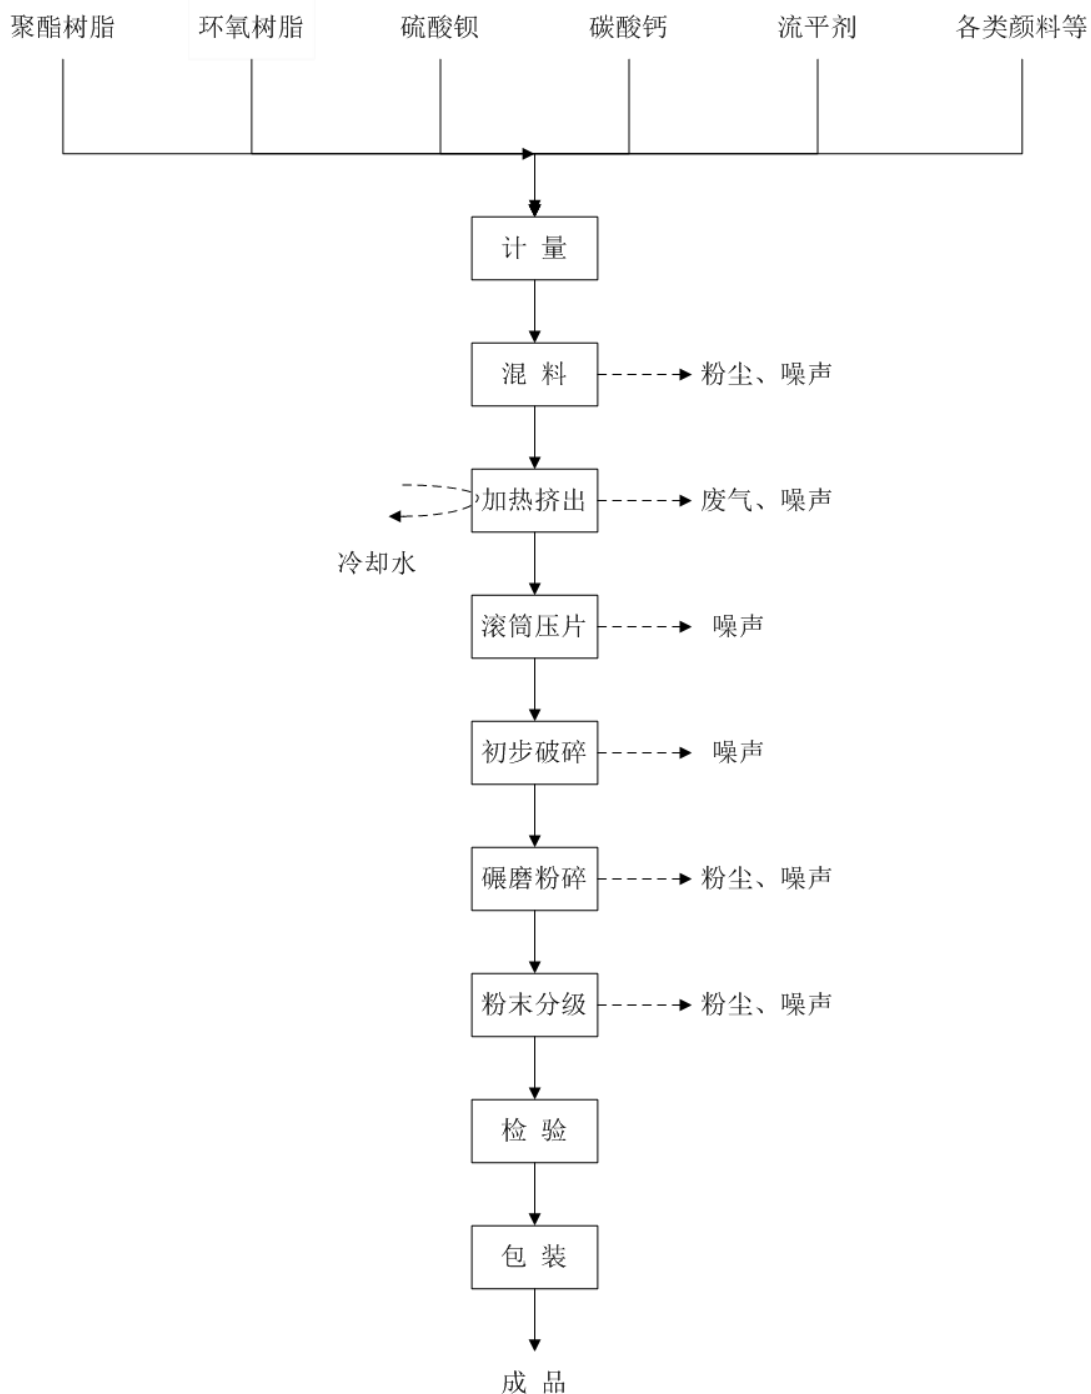 聚酯树脂 环氧树脂 硫酸钡 碳酸钙 流平剂 各类颜料等
计 量
混 料 粉尘、噪声
加热挤出 废气、噪声
冷却水
滚筒压片 噪声
初步破碎 噪声
碾磨粉碎 粉尘、噪声
粉末分级 粉尘、噪声
检 验
包 装
成 品